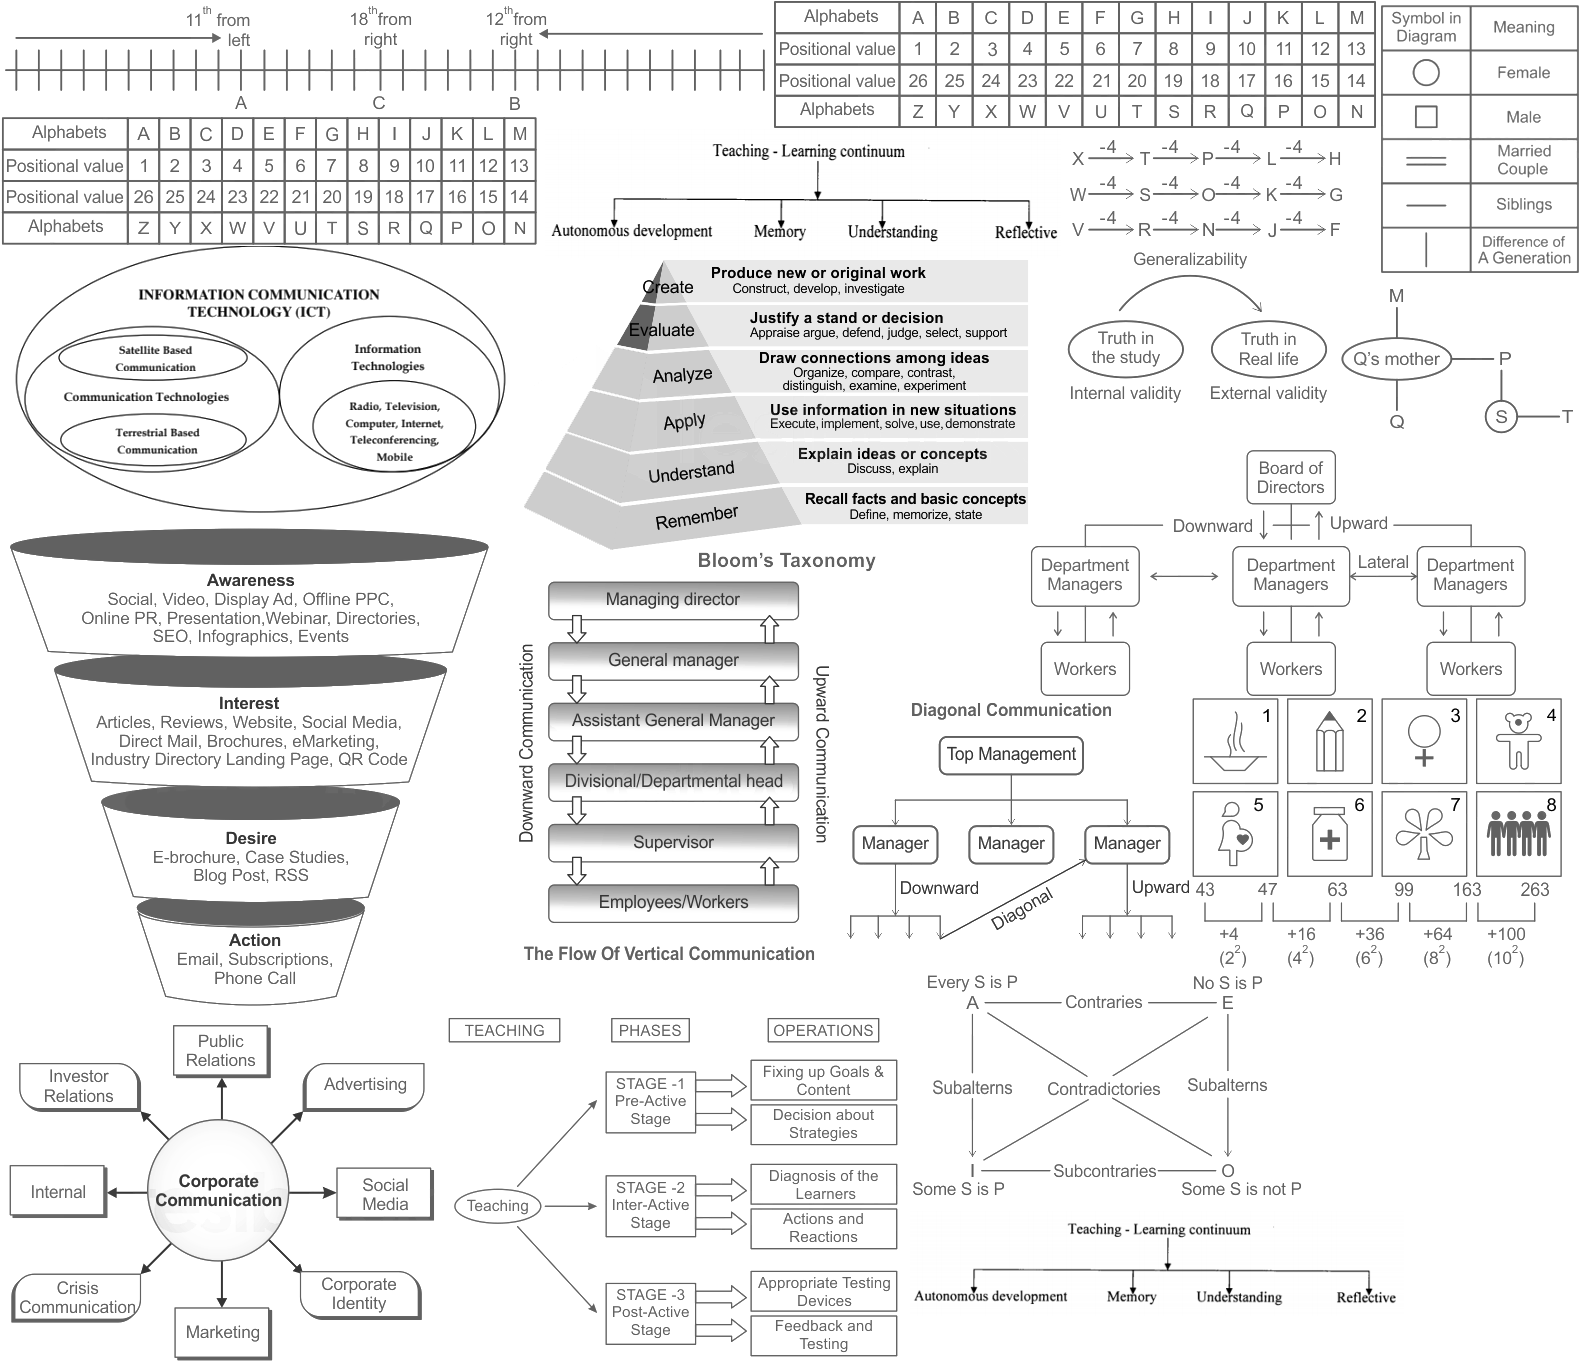 11th from left
18th from right
12th from right
A
C
B
Alphabets A B C D E F G H I J K L M
Positional value 1 2 3 4 5 6 7 8 9 10 11 12 13
Positional value 26 25 24 23 22 21 20 19 18 17 16 15 14
Alphabets Z Y X W V U T S R Q P O N
Alphabets A B C D E F G H I J K L M
Positional value 1 2 3 4 5 6 7 8 9 10 11 12 13
Positional value 26 25 24 23 22 21 20 19 18 17 16 15 14
Alphabets Z Y X W V U T S R Q P O N
Symbol in Diagram
Meaning
Female
Male
Married Couple
Siblings
Difference of A Generation
Teaching - Learning continuum
Autonomous development
Memory
Understanding
Reflective
X -4 T -4 P -4 L -4 H
W -4 S -4 O -4 K -4 G
V -4 R -4 N -4 J -4 F
INFORMATION COMMUNICATION
TECHNOLOGY (ICT)
Satellite Based
Communication
Communication Technologies
Terrestrial Based
Communication
Information
Technologies
Radio, Television,
Computer, Internet,
Teleconferencing,
Mobile
Create
Produce new or original work
Construct, develop, investigate
Evaluate
Justify a stand or decision
Appraise argue, defend, judge, select, support
Analyze
Draw connections among ideas
Organize, compare, contrast,
distinguish, examine, experiment
Apply
Use information in new situations
Execute, implement, solve, use, demonstrate
Understand
Explain ideas or concepts
Discuss, explain
Remember
Recall facts and basic concepts
Define, memorize, state
Bloom's Taxonomy
Generalizability
Truth in
the study
Truth in
Real life
Internal validity
External validity
M
Q's mother
P
Q
S
T
Board of
Directors
Downward
Upward
Department
Managers
Department
Managers
Lateral
Department
Managers
Workers
Workers
Workers
Awareness
Social, Video, Display Ad, Offline PPC,
Online PR, Presentation,Webinar, Directories,
SEO, Infographics, Events
Interest
Articles, Reviews, Website, Social Media,
Direct Mail, Brochures, eMarketing,
Industry Directory Landing Page, QR Code
Desire
E-brochure, Case Studies,
Blog Post, RSS
Action
Email, Subscriptions,
Phone Call
Managing director
General manager
Assistant General Manager
Divisional/Departmental head
Supervisor
Employees/Workers
Downward Communication
Upward Communication
The Flow Of Vertical Communication
Diagonal Communication
Top Management
Manager
Manager
Manager
Downward
Diagonal
Upward
1
2
3
4
5
6
7
8
43 47 63 99 163 263
+4 +16 +36 +64 +100
(2²) (4²) (6²) (8²) (10²)
Every S is P
No S is P
A
Contraries
E
Subalterns
Contradictories
Subalterns
I
Subcontraries
O
Some S is P
Some S is not P
Public
Relations
Investor
Relations
Advertising
Internal
Corporate
Communication
Social
Media
Crisis
Communication
Corporate
Identity
Marketing
TEACHING
PHASES
OPERATIONS
Teaching
STAGE -1
Pre-Active
Stage
Fixing up Goals &
Content
Decision about
Strategies
STAGE -2
Inter-Active
Stage
Diagnosis of the
Learners
Actions and
Reactions
STAGE -3
Post-Active
Stage
Appropriate Testing
Devices
Feedback and
Testing
Teaching - Learning continuum
Autonomous development
Memory
Understanding
Reflective